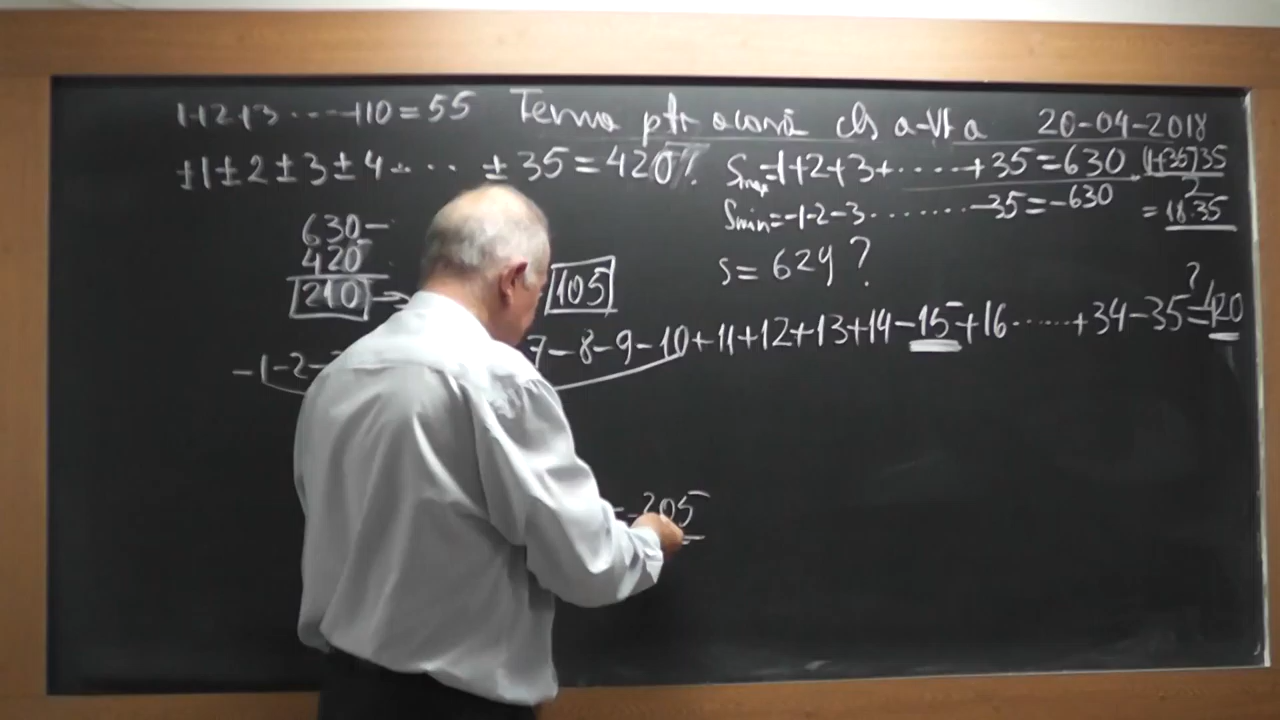 1+2+3.....+10=55 Tema ptr acasă cls a-VI a 20-04-2018
±1±2±3±4±... ±35=420? Smax=1+2+3+......+35=630 (1+35)35
2
Smin=-1-2-3........-35=-630 =18.35
630-
420
210→ 105 S=629?
-1-2- 7-8-9-10+11+12+13+14-15+16......+34-35=420
?
=-205